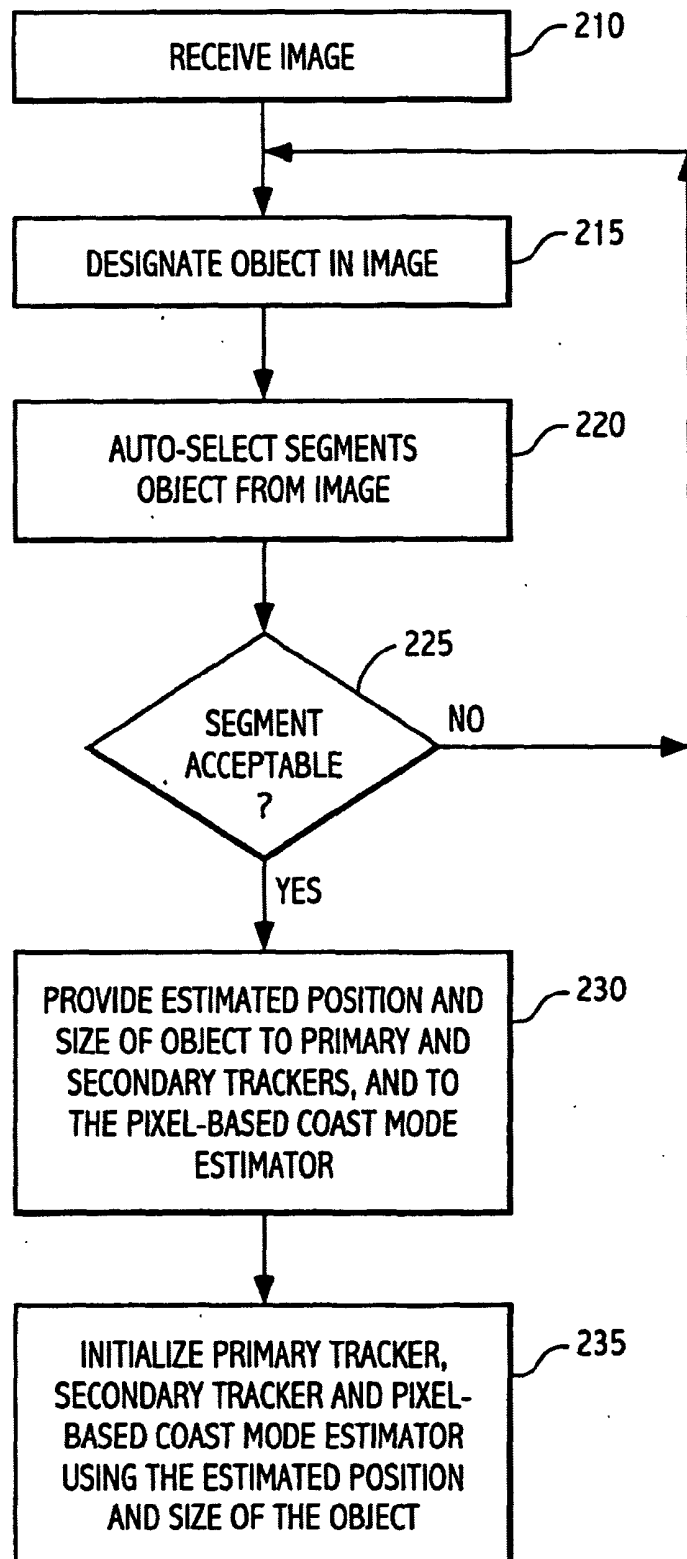 RECEIVE IMAGE
210
DESIGNATE OBJECT IN IMAGE
215
AUTO-SELECT SEGMENTS
OBJECT FROM IMAGE
220
SEGMENT
ACCEPTABLE
?
225
NO
YES
PROVIDE ESTIMATED POSITION AND
SIZE OF OBJECT TO PRIMARY AND
SECONDARY TRACKERS, AND TO
THE PIXEL-BASED COAST MODE
ESTIMATOR
230
INITIALIZE PRIMARY TRACKER,
SECONDARY TRACKER AND PIXEL-
BASED COAST MODE ESTIMATOR
USING THE ESTIMATED POSITION
AND SIZE OF THE OBJECT
235